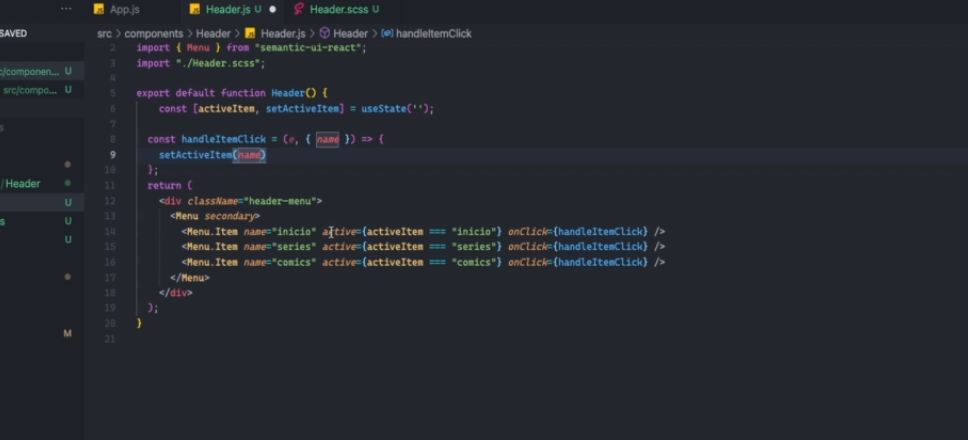 App.js
Header.js U
Header.scss U
SAVED
src > components > Header > Header.js > Header > handleItemClick
2 import { Menu } from "semantic-ui-react";
c/componen... U
3 import "./Header.scss";
4
src/compo... U
5 export default function Header() {
6 const [activeItem, setActiveItem] = useState('');
7
8 const handleItemClick = (e, { name }) => {
9 setActiveItem(name)
10 };
/Header
11 return (
U
12 <div className="header-menu">
13 <Menu secondary>
s U
14 <Menu.Item name="inicio" active={activeItem === "inicio"} onClick={handleItemClick} />
U
15 <Menu.Item name="series" active={activeItem === "series"} onClick={handleItemClick} />
16 <Menu.Item name="comics" active={activeItem === "comics"} onClick={handleItemClick} />
17 </Menu>
18 </div>
19 );
20 }
M
21